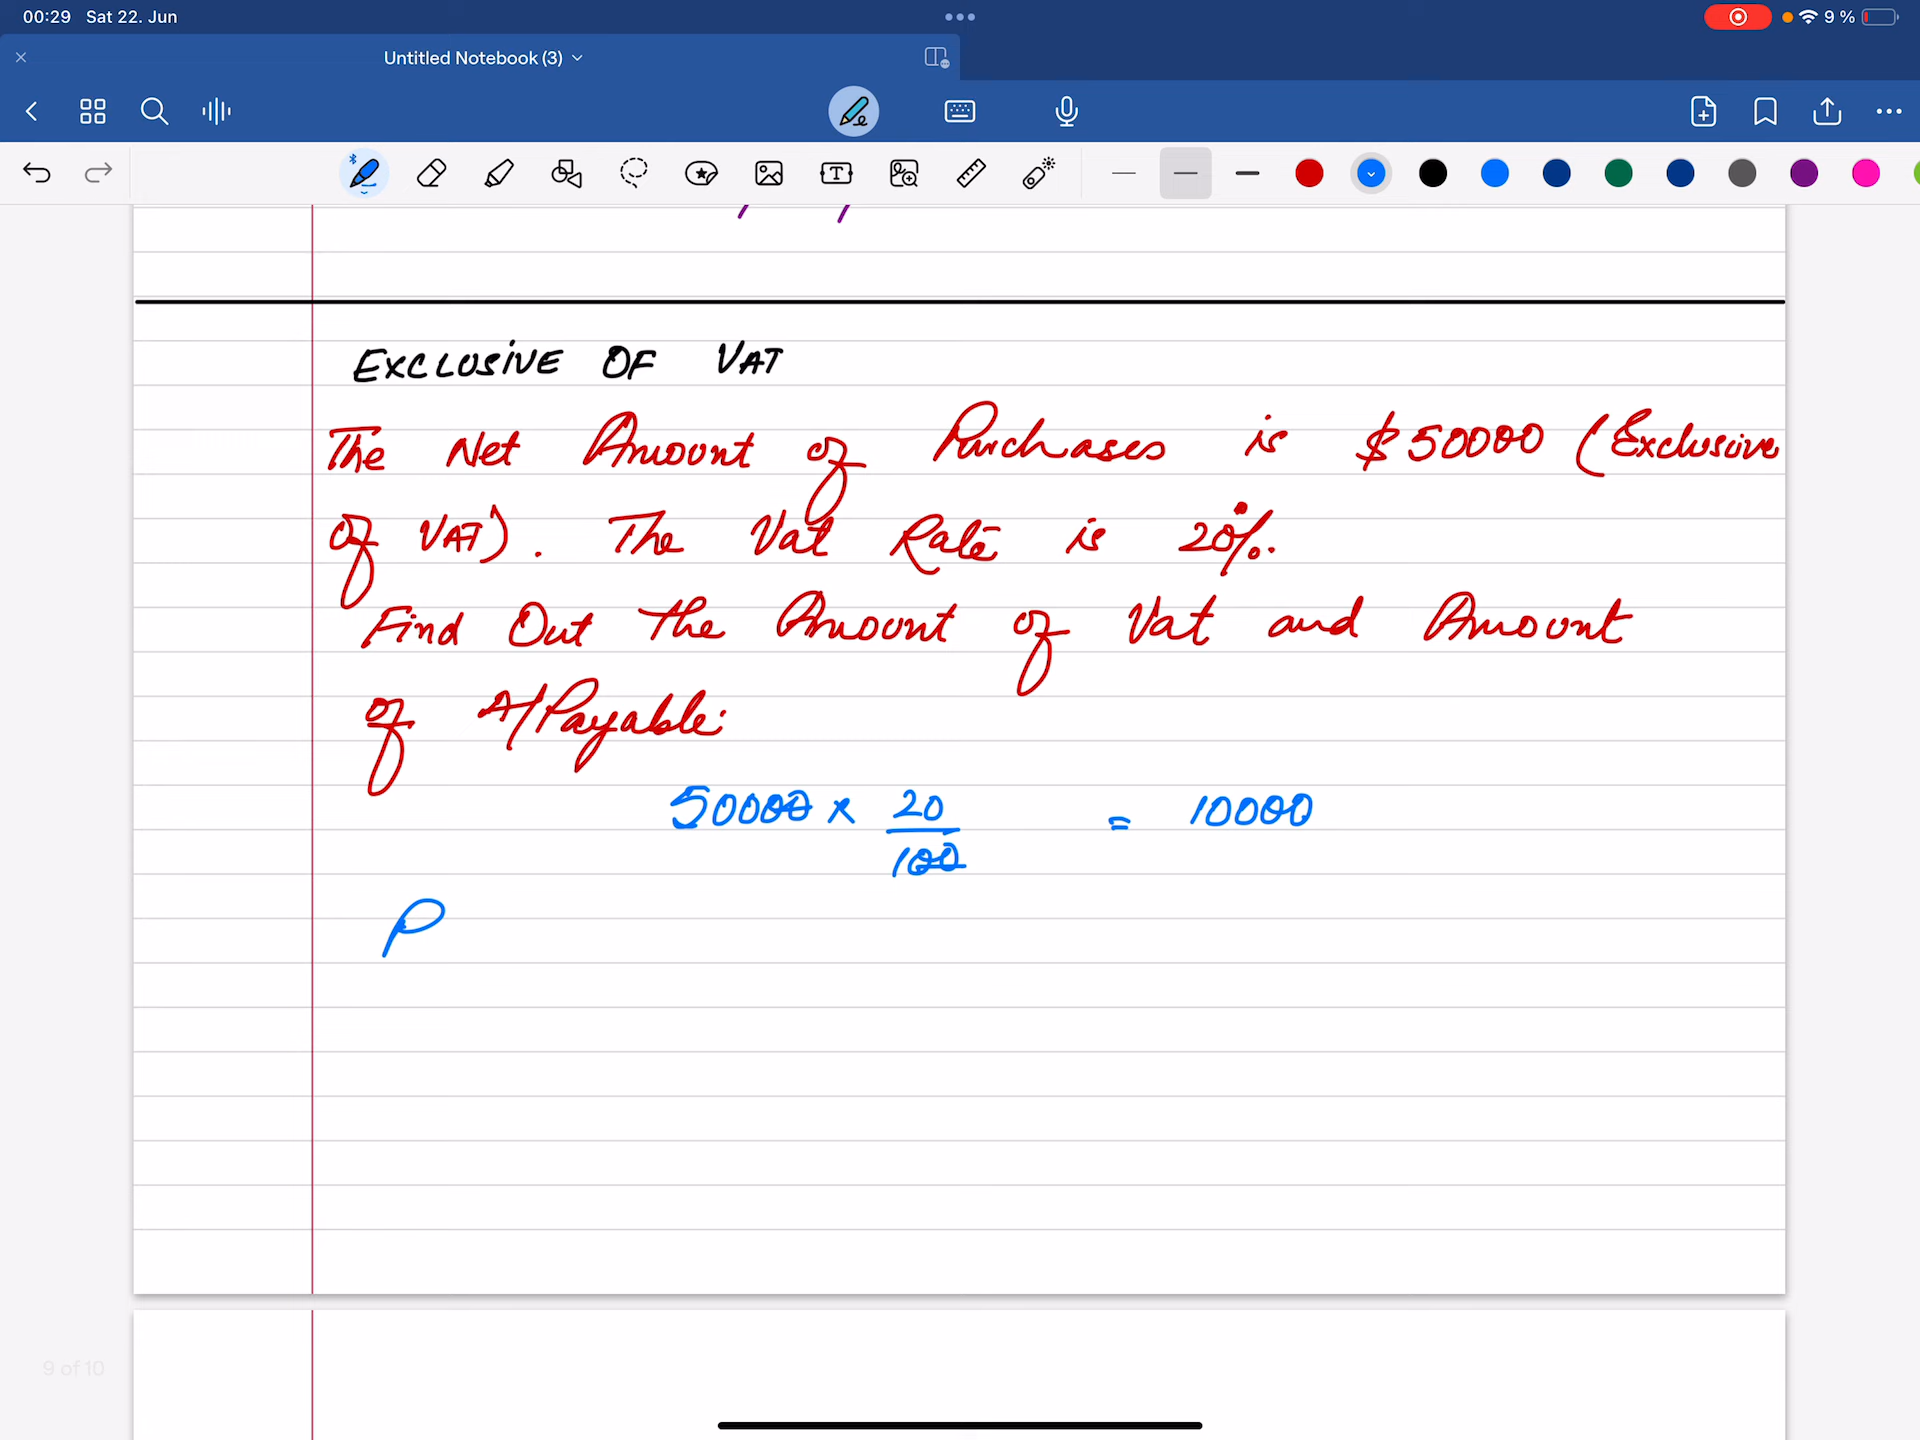 00:29 Sat 22. Jun
9 %
Untitled Notebook (3)
EXCLUSIVE OF VAT
The Net Amount of Purchases is $50000 (Exclusive
of VAT). The Vat Rate is 20%.
Find Out the Amount of Vat and Amount
of A/Payable:
50000 x 20/100 = 10000
P
9 of 10